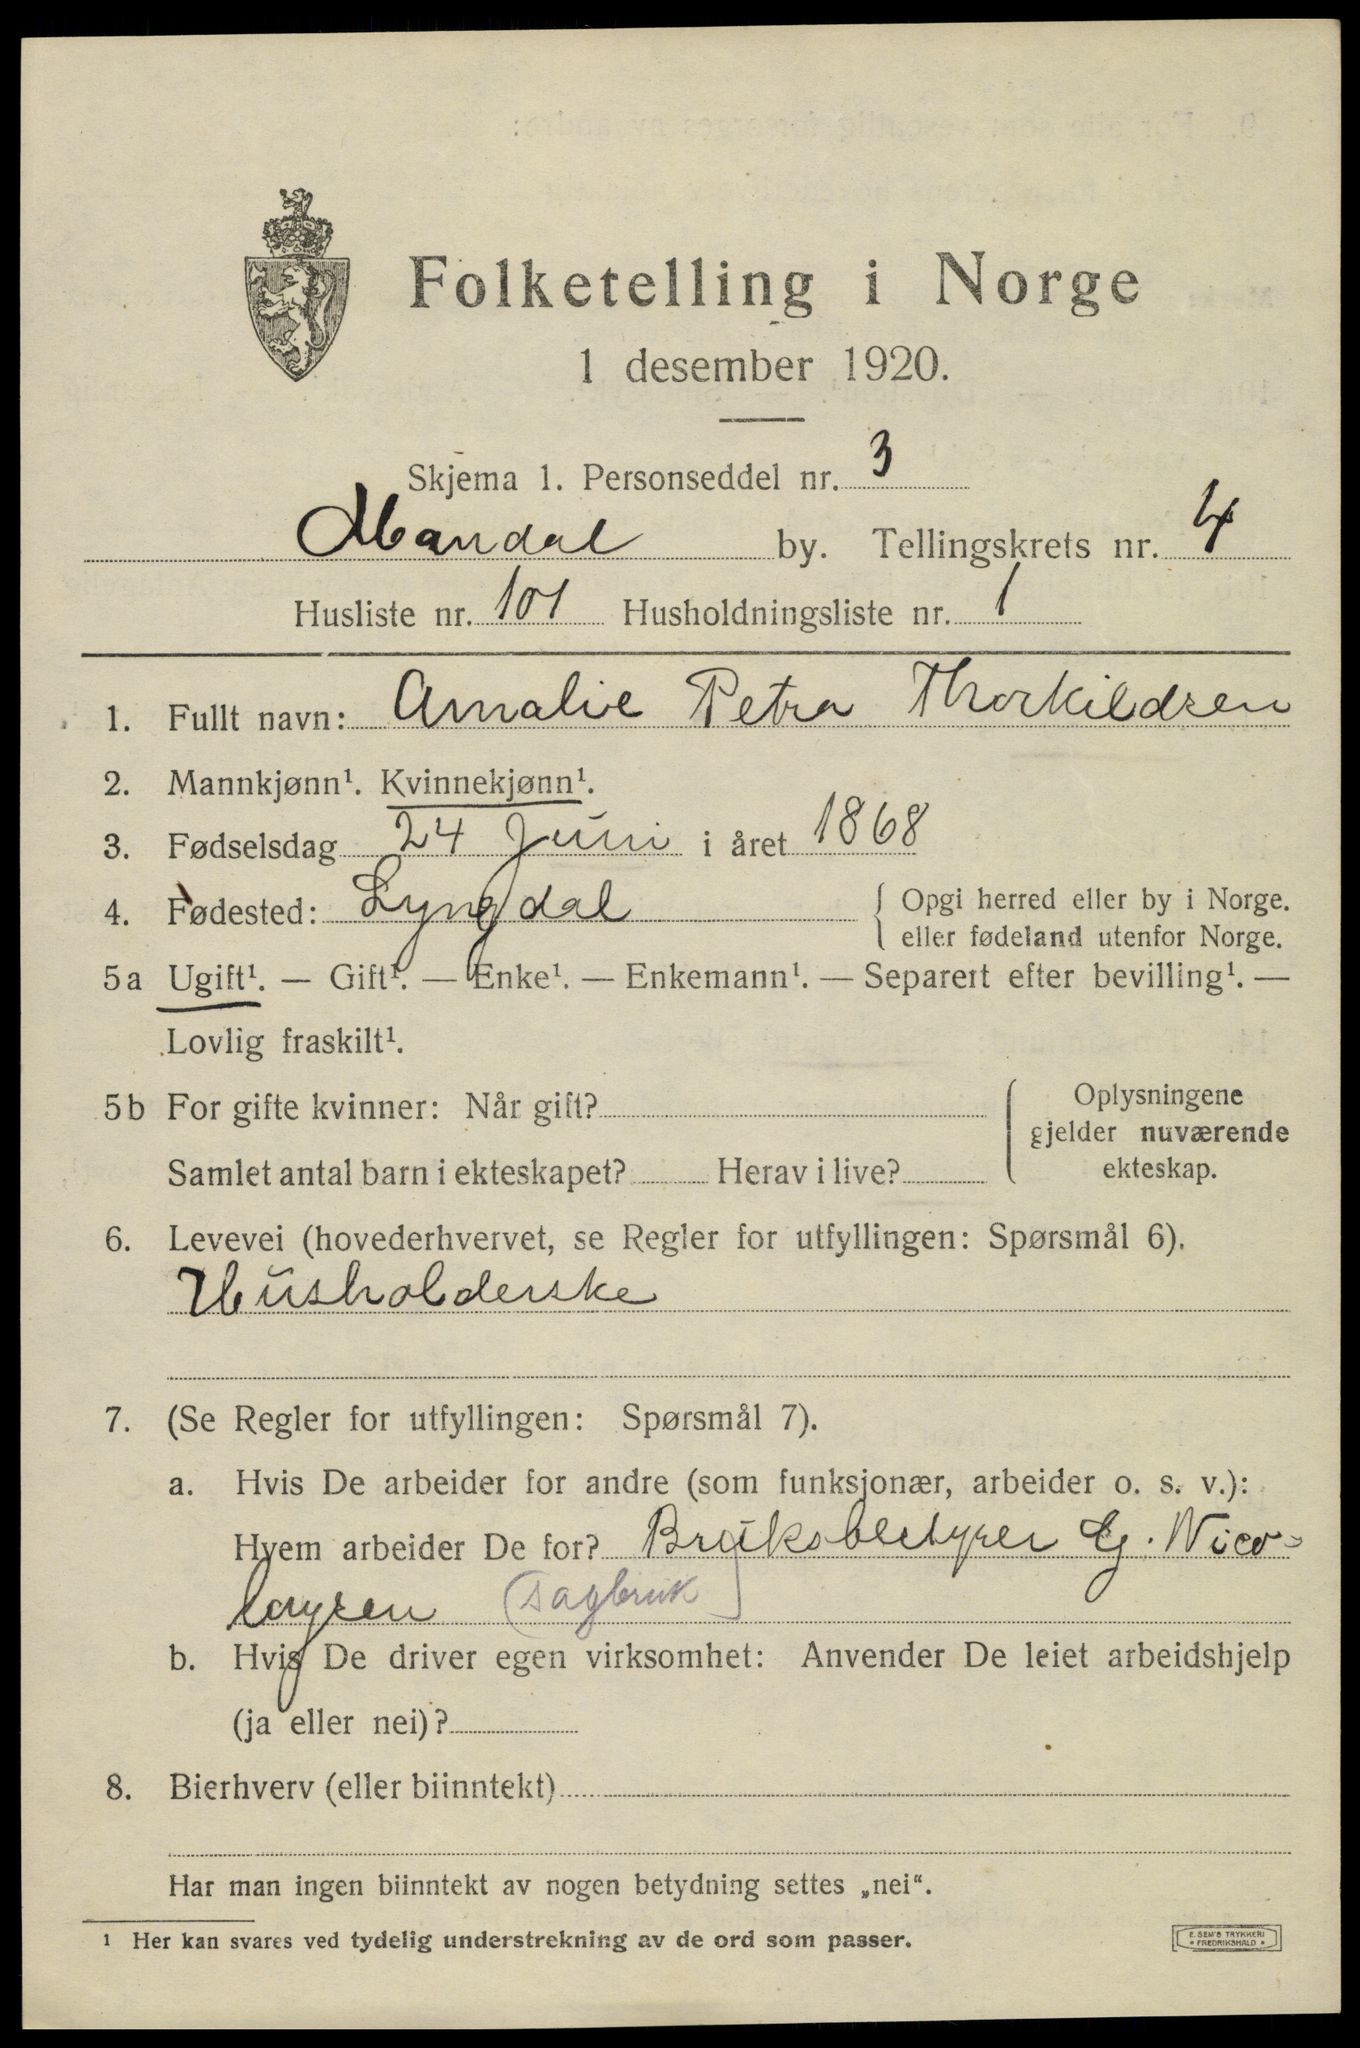 Folketelling i Norge
1 desember 1920.
Skjema 1. Personseddel nr. 3
Mandal by. Tellingskrets nr. 4
Husliste nr. 101 Husholdningsliste nr. 1
1. Fullt navn: Amalie Petra Thorkildsen
2. Mannkjønn¹. Kvinnekjønn¹.
3. Fødselsdag 24 Juni i året 1868
4. Fødested: Lyngdal { Opgi herred eller by i Norge.
eller fødeland utenfor Norge.
5a Ugift¹. — Gift¹. — Enke¹. — Enkemann¹. — Separert efter bevilling¹. —
Lovlig fraskilt¹.
5b For gifte kvinner: Når gift? Oplysningene
gjelder nuværende
Samlet antal barn i ekteskapet? Herav i live? ekteskap.
6. Levevei (hovederhvervet, se Regler for utfyllingen: Spørsmål 6).
Husholderske
7. (Se Regler for utfyllingen: Spørsmål 7).
a. Hvis De arbeider for andre (som funksjonær, arbeider o. s. v.):
Hvem arbeider De for? Bruksbestyrer G. Nico-
laysen (sagbruk)
b. Hvis De driver egen virksomhet: Anvender De leiet arbeidshjelp
(ja eller nei)?
8. Bierhverv (eller biinntekt)
Har man ingen biinntekt av nogen betydning settes „nei“.
¹ Her kan svares ved tydelig understrekning av de ord som passer.
E. SEM'S TRYKKERI
* FREDRIKSHALD *